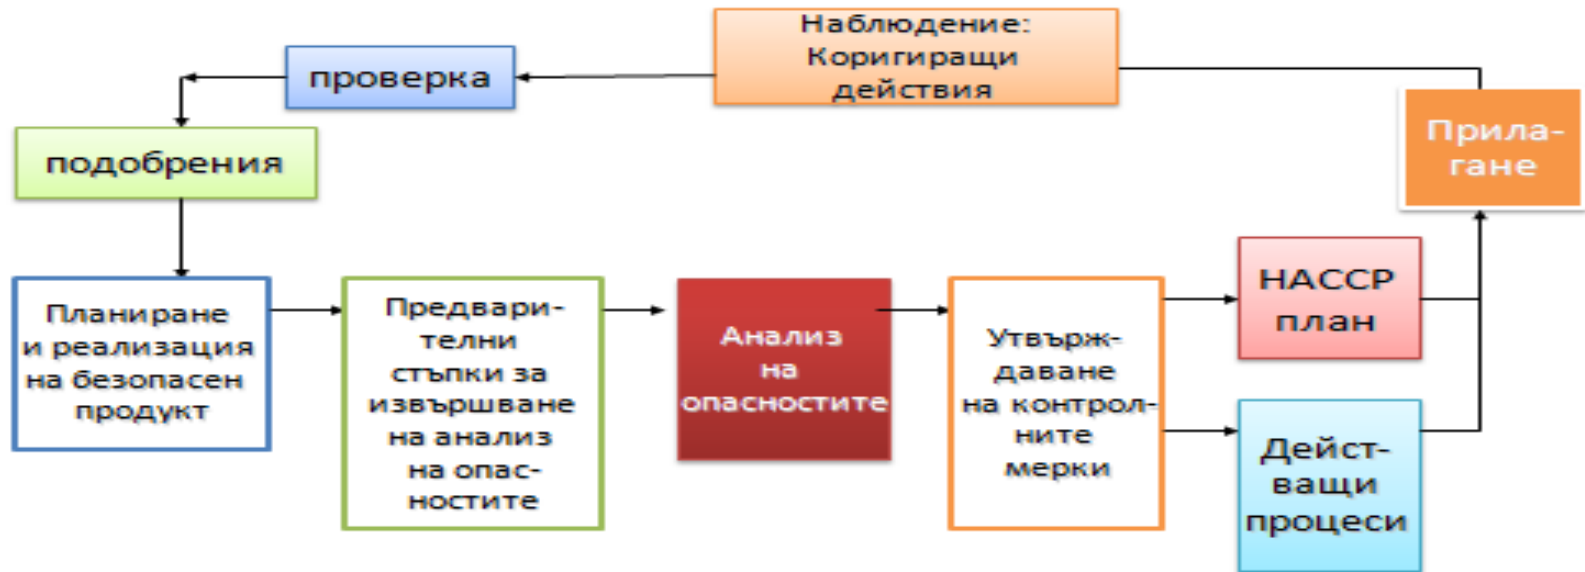 Наблюдение:
Коригиращи
действия
проверка
Прила-
гане
подобрения
Планиране
и реализация
на безопасен
продукт
Предвари-
телни
стъпки за
извършване
на анализ
на опас-
ностите
Анализ
на
опасностите
Утвърж-
даване
на контрол-
ните
мерки
НАССР
план
Дейст-
ващи
процеси